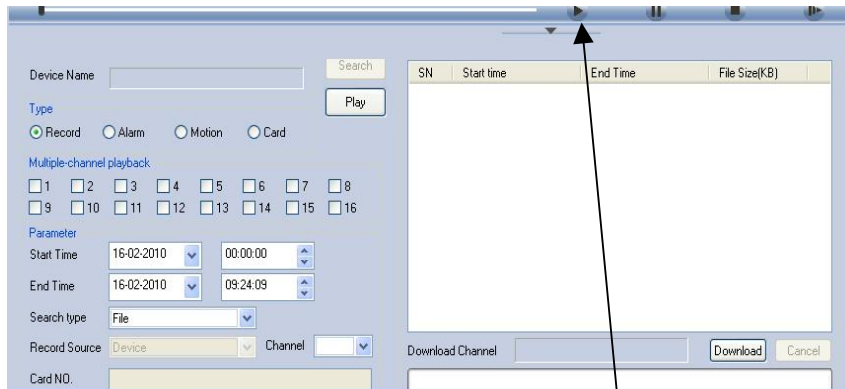 Device Name
Search
Play
Type
Record Alarm Motion Card
Multiple-channel playback
1 2 3 4 5 6 7 8
9 10 11 12 13 14 15 16
Parameter
Start Time 16-02-2010 00:00:00
End Time 16-02-2010 09:24:09
Search type File
Record Source Device Channel
Card NO.
SN Start time End Time File Size(KB)
Download Channel Download Cancel